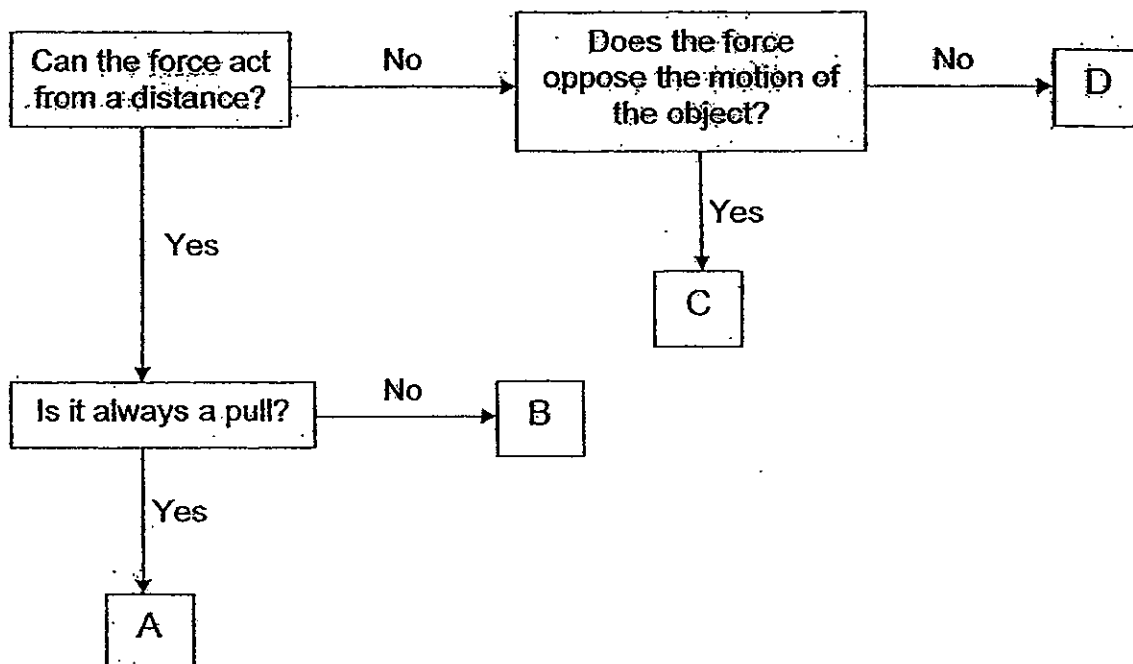 Can the force act
from a distance?
No
Does the force
oppose the motion of
the object?
No
D
Yes
Yes
C
Is it always a pull?
No
B
Yes
A